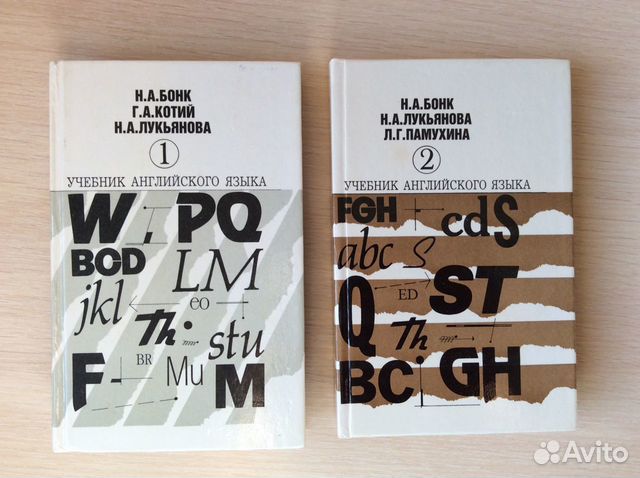 Н.А.БОНК
Г.А.КОТИЙ
Н.А.ЛУКЬЯНОВА
1
УЧЕБНИК АНГЛИЙСКОГО ЯЗЫКА
W. PQ
BCD
LM
jkl
EO
Th
stu
BR
F
Mu
M
Н.А.БОНК
Н.А.ЛУКЬЯНОВА
Л.Г.ПАМУХИНА
2
УЧЕБНИК АНГЛИЙСКОГО ЯЗЫКА
FGH
cdS
abc
S
ED
ST
Q
Th
BC
GH
Avito